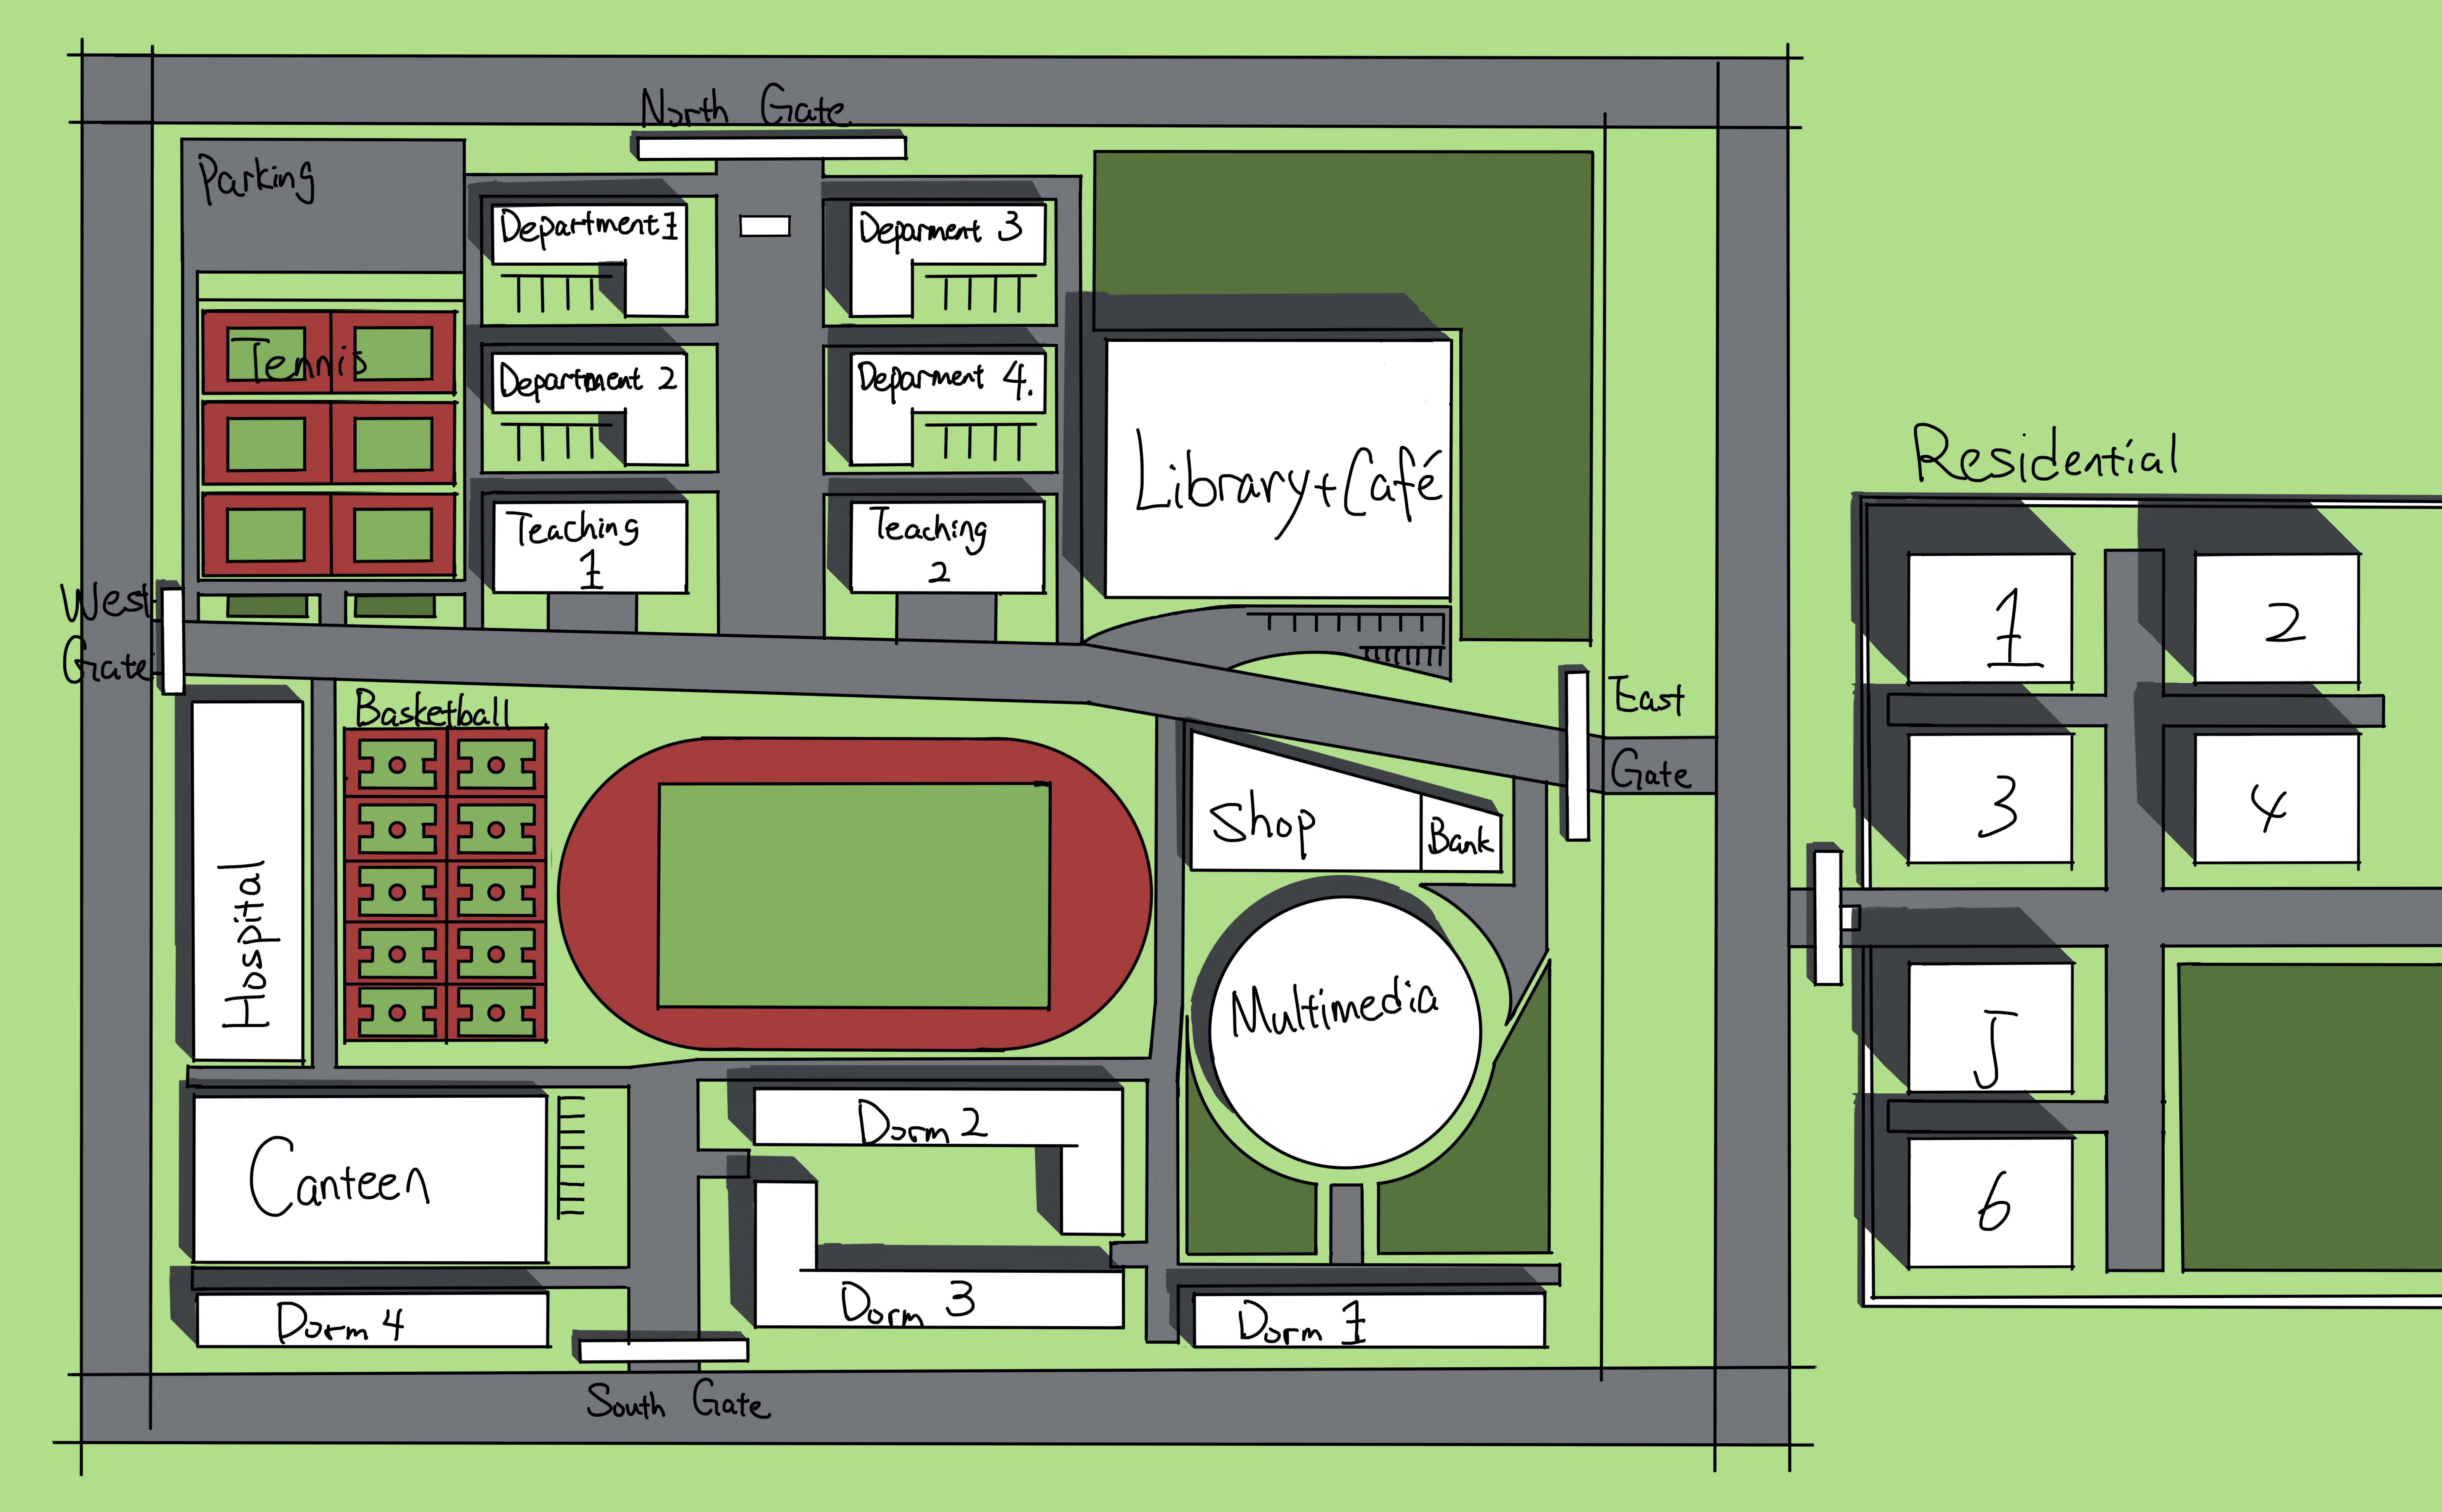 North Gate
Parking
Department 1
Deparment 3
Tennis
Department 2
Deparment 4.
Library + Café
Teaching
1
Teaching
2
West
Gate
East
Gate
Residential
1
2
3
4
5
6
Basketball
Hospital
Shop
Bank
Multimedia
Canteen
Dorm 2
Dorm 3
Dorm 4
Dorm 1
South Gate